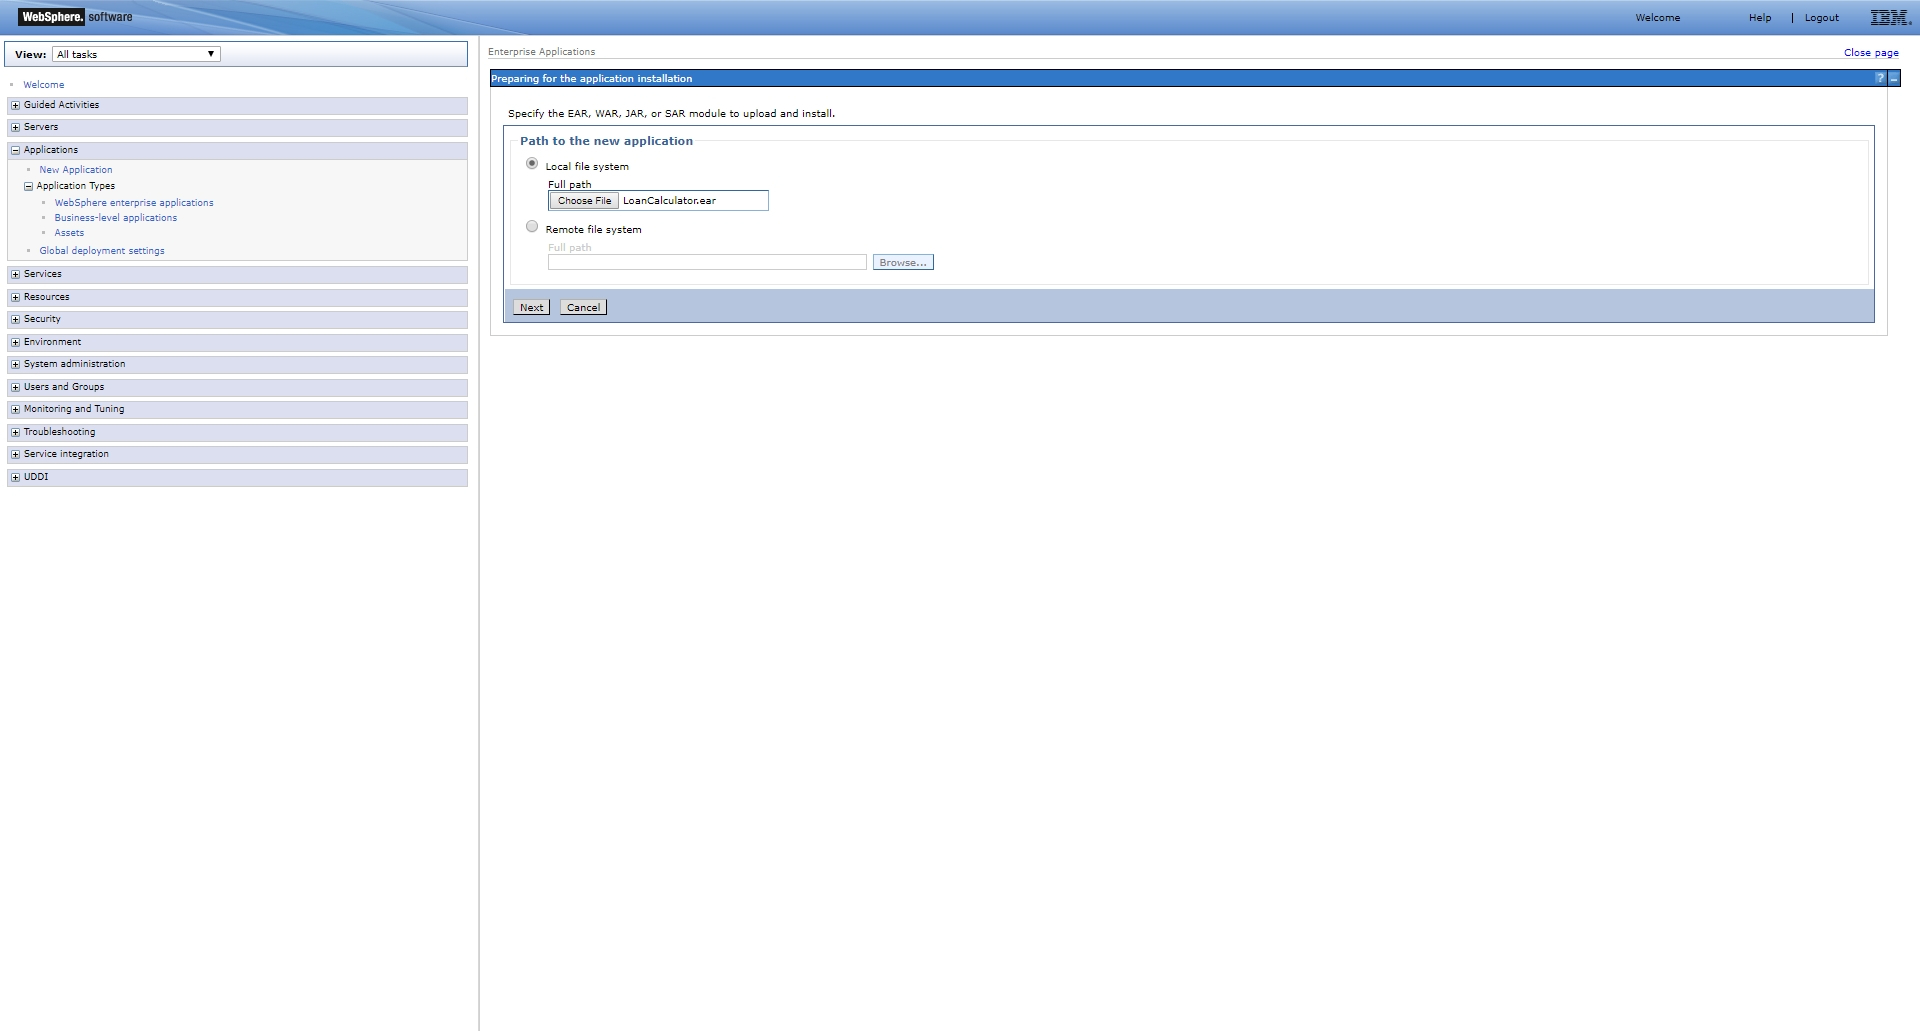 WebSphere. software
Welcome Help | Logout IBM.
View: All tasks
Welcome
Guided Activities
Servers
Applications
New Application
Application Types
WebSphere enterprise applications
Business-level applications
Assets
Global deployment settings
Services
Resources
Security
Environment
System administration
Users and Groups
Monitoring and Tuning
Troubleshooting
Service integration
UDDI
Enterprise Applications
Close page
Preparing for the application installation
?
Specify the EAR, WAR, JAR, or SAR module to upload and install.
Path to the new application
Local file system
Full path
Choose File LoanCalculator.ear
Remote file system
Full path
Browse...
Next Cancel